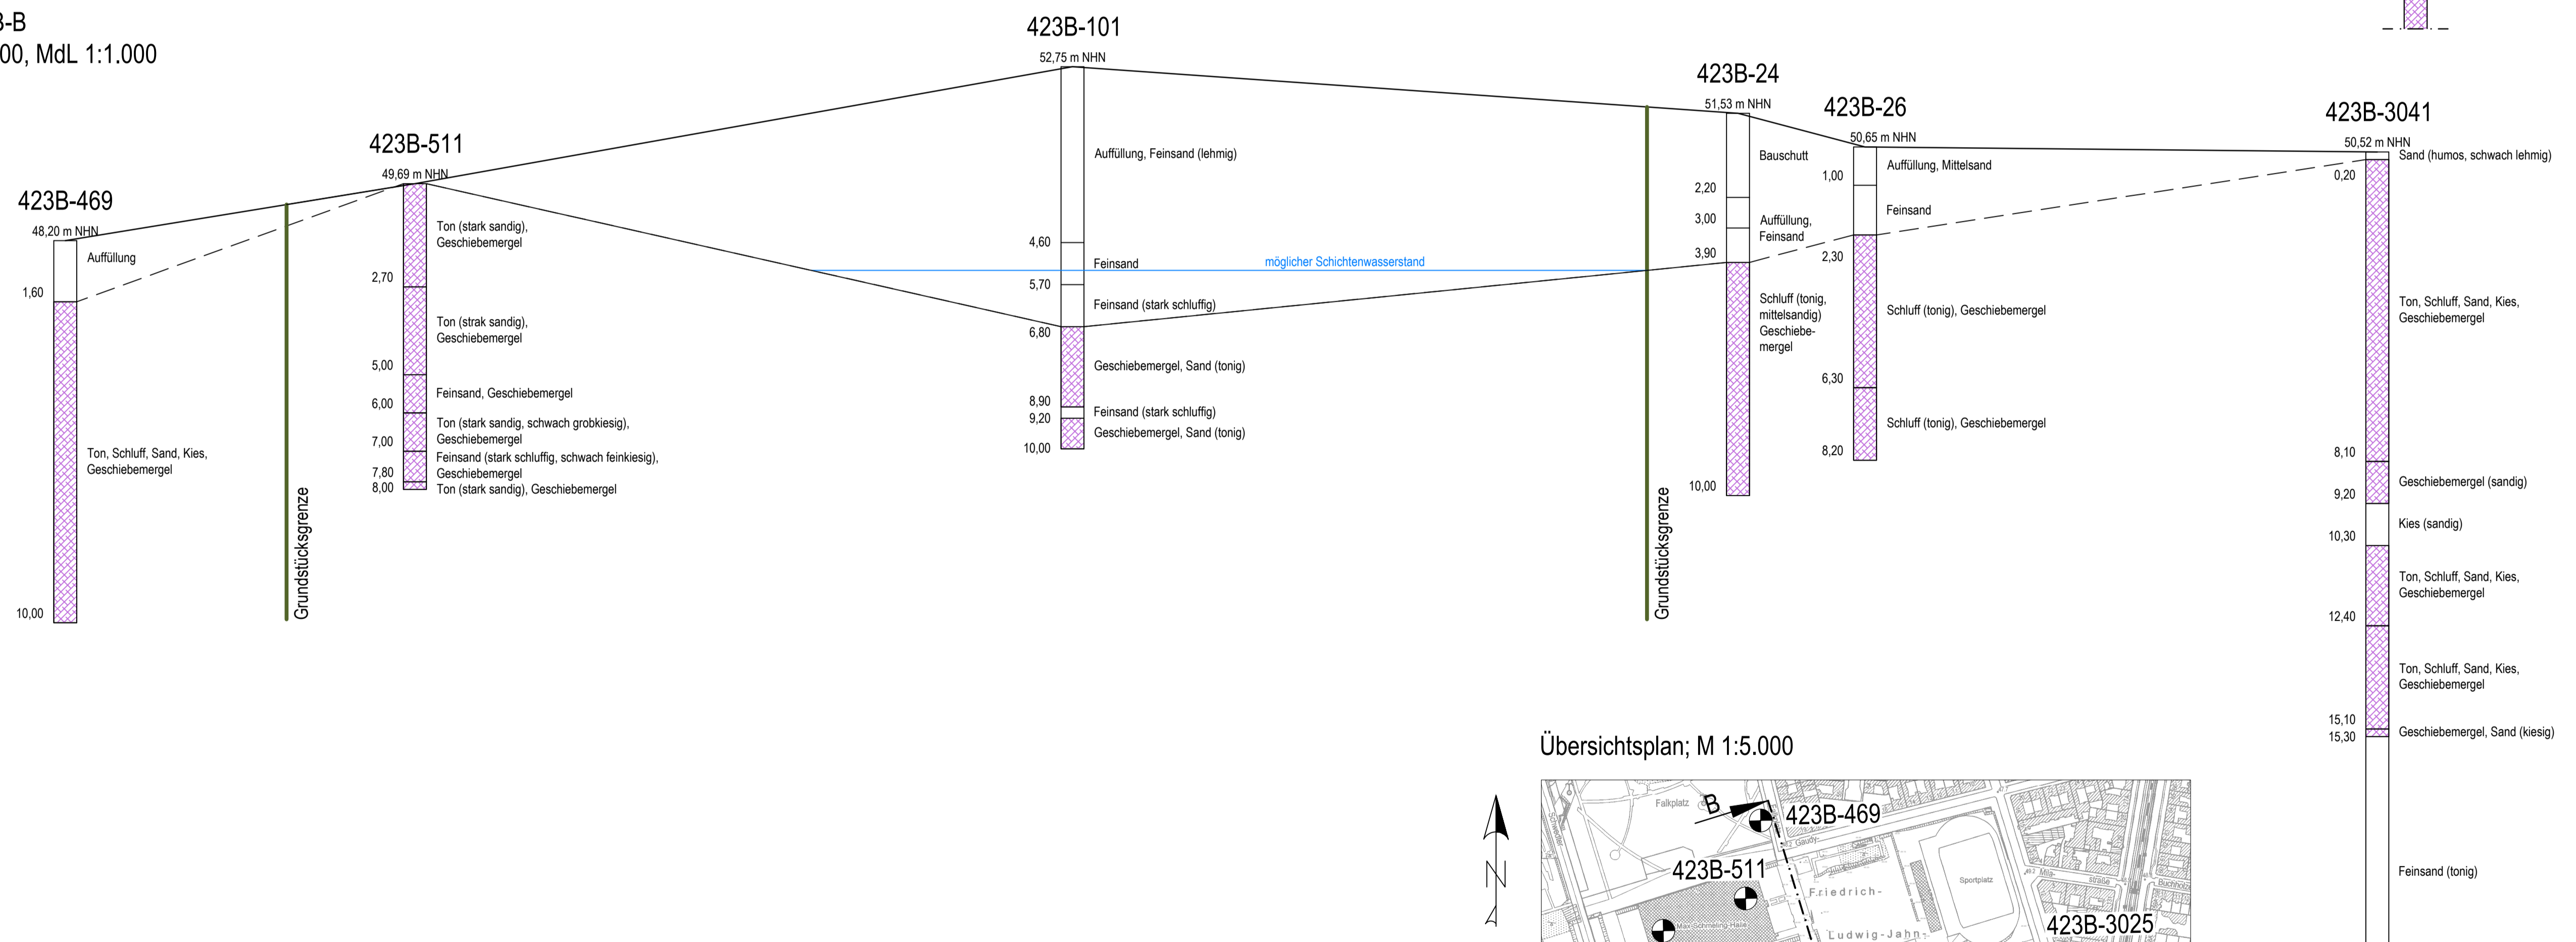 B-B
00, MdL 1:1.000
423B-469
48,20 m NHN
Auffüllung
1,60
Ton, Schluff, Sand, Kies,
Geschiebemergel
10,00
Grundstücksgrenze
423B-511
49,69 m NHN
Ton (stark sandig),
Geschiebemergel
2,70
Ton (strak sandig),
Geschiebemergel
5,00
Feinsand, Geschiebemergel
6,00
Ton (stark sandig, schwach grobkiesig),
Geschiebemergel
7,00
Feinsand (stark schluffig, schwach feinkiesig),
Geschiebemergel
7,80
8,00
Ton (stark sandig), Geschiebemergel
423B-101
52,75 m NHN
Auffüllung, Feinsand (lehmig)
4,60
Feinsand
5,70
Feinsand (stark schluffig)
6,80
Geschiebemergel, Sand (tonig)
8,90
Feinsand (stark schluffig)
9,20
Geschiebemergel, Sand (tonig)
10,00
möglicher Schichtenwasserstand
Grundstücksgrenze
423B-24
51,53 m NHN
Bauschutt
2,20
3,00
Auffüllung,
Feinsand
3,90
Schluff (tonig,
mittelsandig)
Geschiebe-
mergel
10,00
423B-26
50,65 m NHN
Auffüllung, Mittelsand
1,00
Feinsand
2,30
Schluff (tonig), Geschiebemergel
6,30
Schluff (tonig), Geschiebemergel
8,20
423B-3041
50,52 m NHN
Sand (humos, schwach lehmig)
0,20
Ton, Schluff, Sand, Kies,
Geschiebemergel
8,10
Geschiebemergel (sandig)
9,20
Kies (sandig)
10,30
Ton, Schluff, Sand, Kies,
Geschiebemergel
12,40
Ton, Schluff, Sand, Kies,
Geschiebemergel
15,10
Geschiebemergel, Sand (kiesig)
15,30
Feinsand (tonig)
Übersichtsplan; M 1:5.000
N
Falkplatz
B
423B-469
Gaudy-
423B-511
Friedrich-
Sportplatz
Mila-
straße
Max-Schmeling-Halle
Ludwig-Jahn-
423B-3025